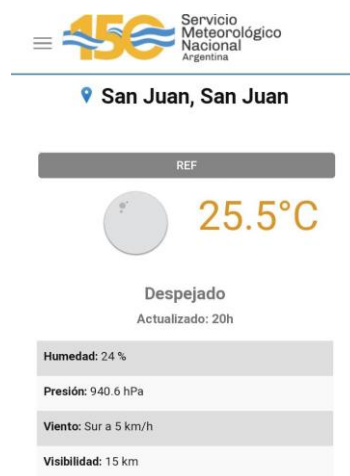 150
Servicio
Meteorológico
Nacional
Argentina
San Juan, San Juan
REF
25.5°C
Despejado
Actualizado: 20h
Humedad: 24 %
Presión: 940.6 hPa
Viento: Sur a 5 km/h
Visibilidad: 15 km